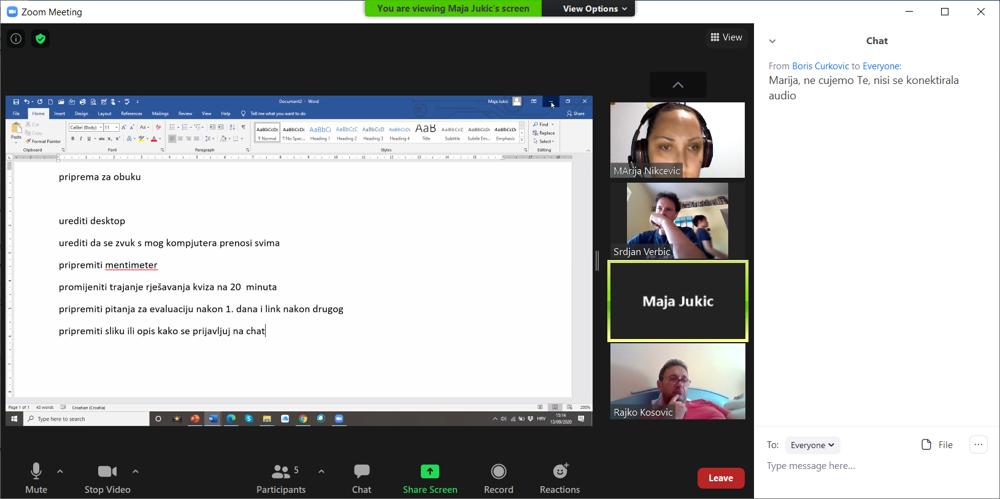 Zoom Meeting
You are viewing Maja Jukic's screen
View Options
View
Document2 - Word
Maja Jukic
File Home Insert Design Layout References Mailings Review View Help Tell me what you want to do
Share
Paste
Cut
Copy
Format Painter
Clipboard
Calibri (Body) 11
Font
Paragraph
AaBbCcDc AaBbCcDc AaBbCc AaBbCcC AaBbCcD AaBbCcDc AaB AaBbCcC AaBbCcDc AaBbCcDc
¶ Normal ¶ No Spac... Heading 1 Heading 2 Heading 3 Heading 4 Title Subtitle Subtle Em... Emphasis
Styles
Find
Replace
Select
Editing
priprema za obuku
urediti desktop
urediti da se zvuk s mog kompjutera prenosi svima
pripremiti mentimeter
promijeniti trajanje rješavanja kviza na 20  minuta
pripremiti pitanja za evaluaciju nakon 1. dana i link nakon drugog
pripremiti sliku ili opis kako se prijavljuj na chat
Page 1 of 1 43 words Croatian (Croatia)
200%
Type here to search
HRV
15:14
13/09/2020
MArija Nikcevic
Srdjan Verbic
Maja Jukic
Rajko Kosovic
Mute
Stop Video
Participants 5
Chat
Share Screen
Record
Reactions
Leave
Chat
From Boris Curkovic to Everyone:
Marija, ne cujemo Te, nisi se konektirala
audio
To: Everyone
File
Type message here...